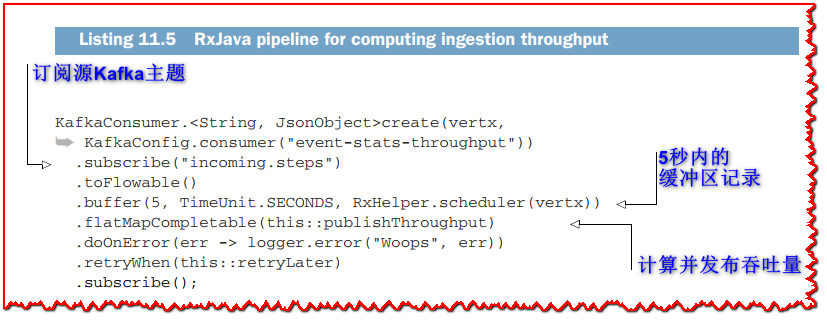 Listing 11.5 RxJava pipeline for computing ingestion throughput
订阅源Kafka主题
KafkaConsumer.<String, JsonObject>create(vertx,
KafkaConfig.consumer("event-stats-throughput"))
.subscribe("incoming.steps")
.toFlowable()
.buffer(5, TimeUnit.SECONDS, RxHelper.scheduler(vertx))
5秒内的
缓冲区记录
.flatMapCompletable(this::publishThroughput)
.doOnError(err -> logger.error("Woops", err))
.retryWhen(this::retryLater)
计算并发布吞吐量
.subscribe();